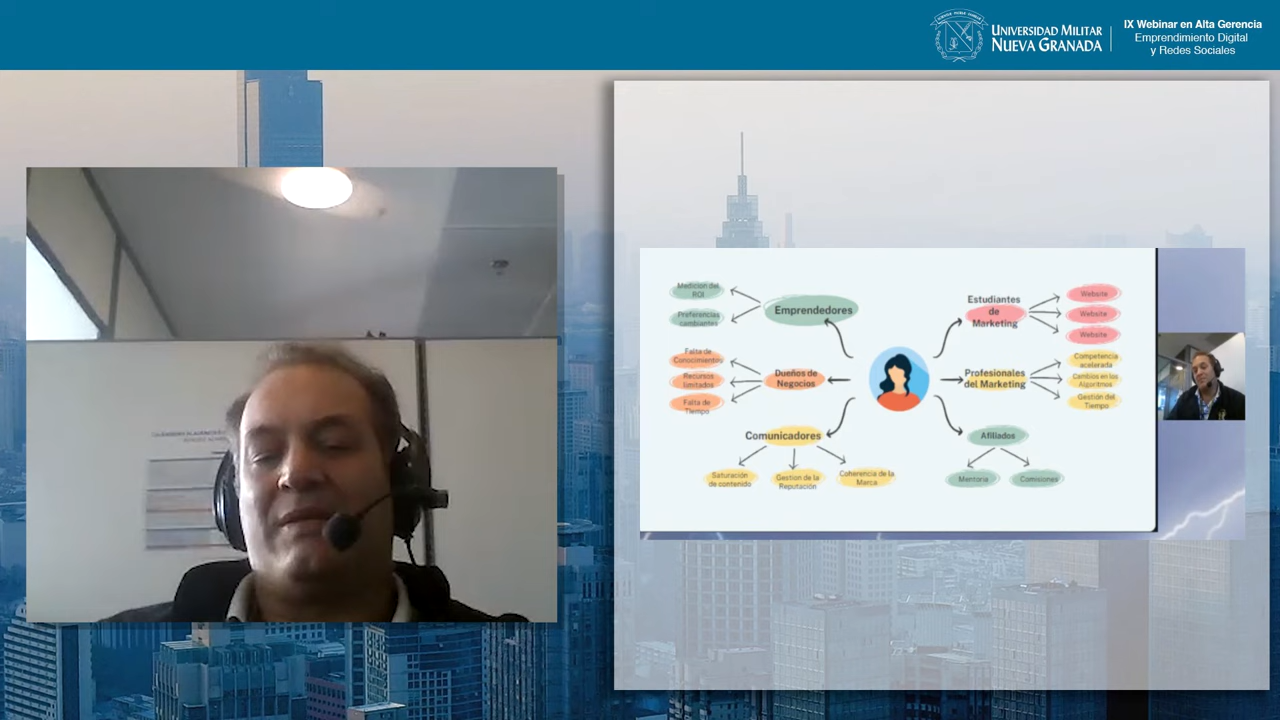 UNIVERSIDAD MILITAR
NUEVA GRANADA
IX Webinar en Alta Gerencia
Emprendimiento Digital
y Redes Sociales
Medición del
ROI
Preferencias
cambiantes
Emprendedores
Falta de
Conocimientos
Recursos
limitados
Falta de
Tiempo
Dueños de
Negocios
Comunicadores
Saturación
de contenido
Gestion de la
Reputación
Coherencia de la
Marca
Estudiantes
de
Marketing
Website
Website
Website
Profesionales
del Marketing
Competencia
acelerada
Cambios en los
Algoritmos
Gestión del
Tiempo
Afiliados
Mentoria
Comisiones